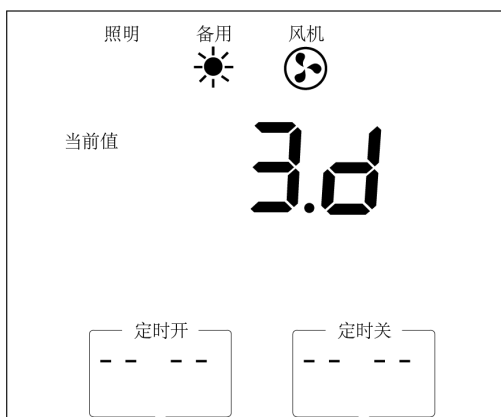 照明 备用 风机
当前值 3.d
定时开 定时关
-- -- -- --